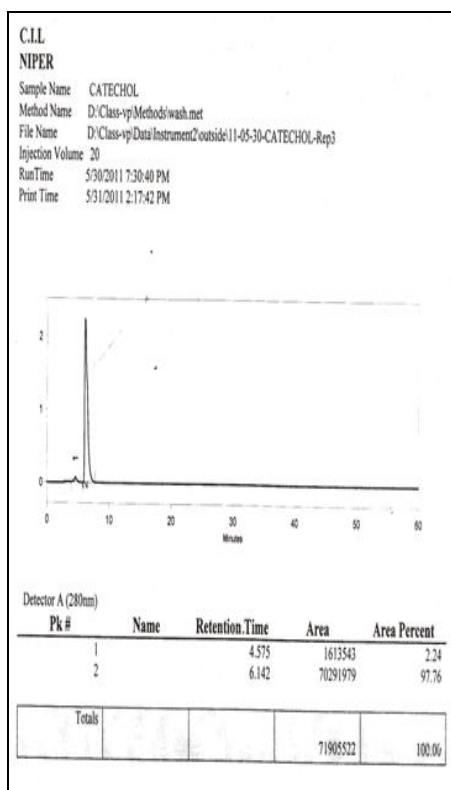 C.I.L
NIPER
Sample Name CATECHOL
Method Name D:\Class-vp\Methods\wash.met
File Name D:\Class-vp\Data\Instrument2\outside\11-05-30-CATECHOL-Rep3
Injection Volume 20
RunTime 5/30/2011 7:30:40 PM
Print Time 5/31/2011 2:17:42 PM
2
1
0
1
2
0 10 20 30 40 50 60
Minutes
Detector A (280nm)
Pk # Name Retention.Time Area Area Percent
1 4.575 1613543 2.24
2 6.142 70291979 97.76
Totals
71905522 100.00